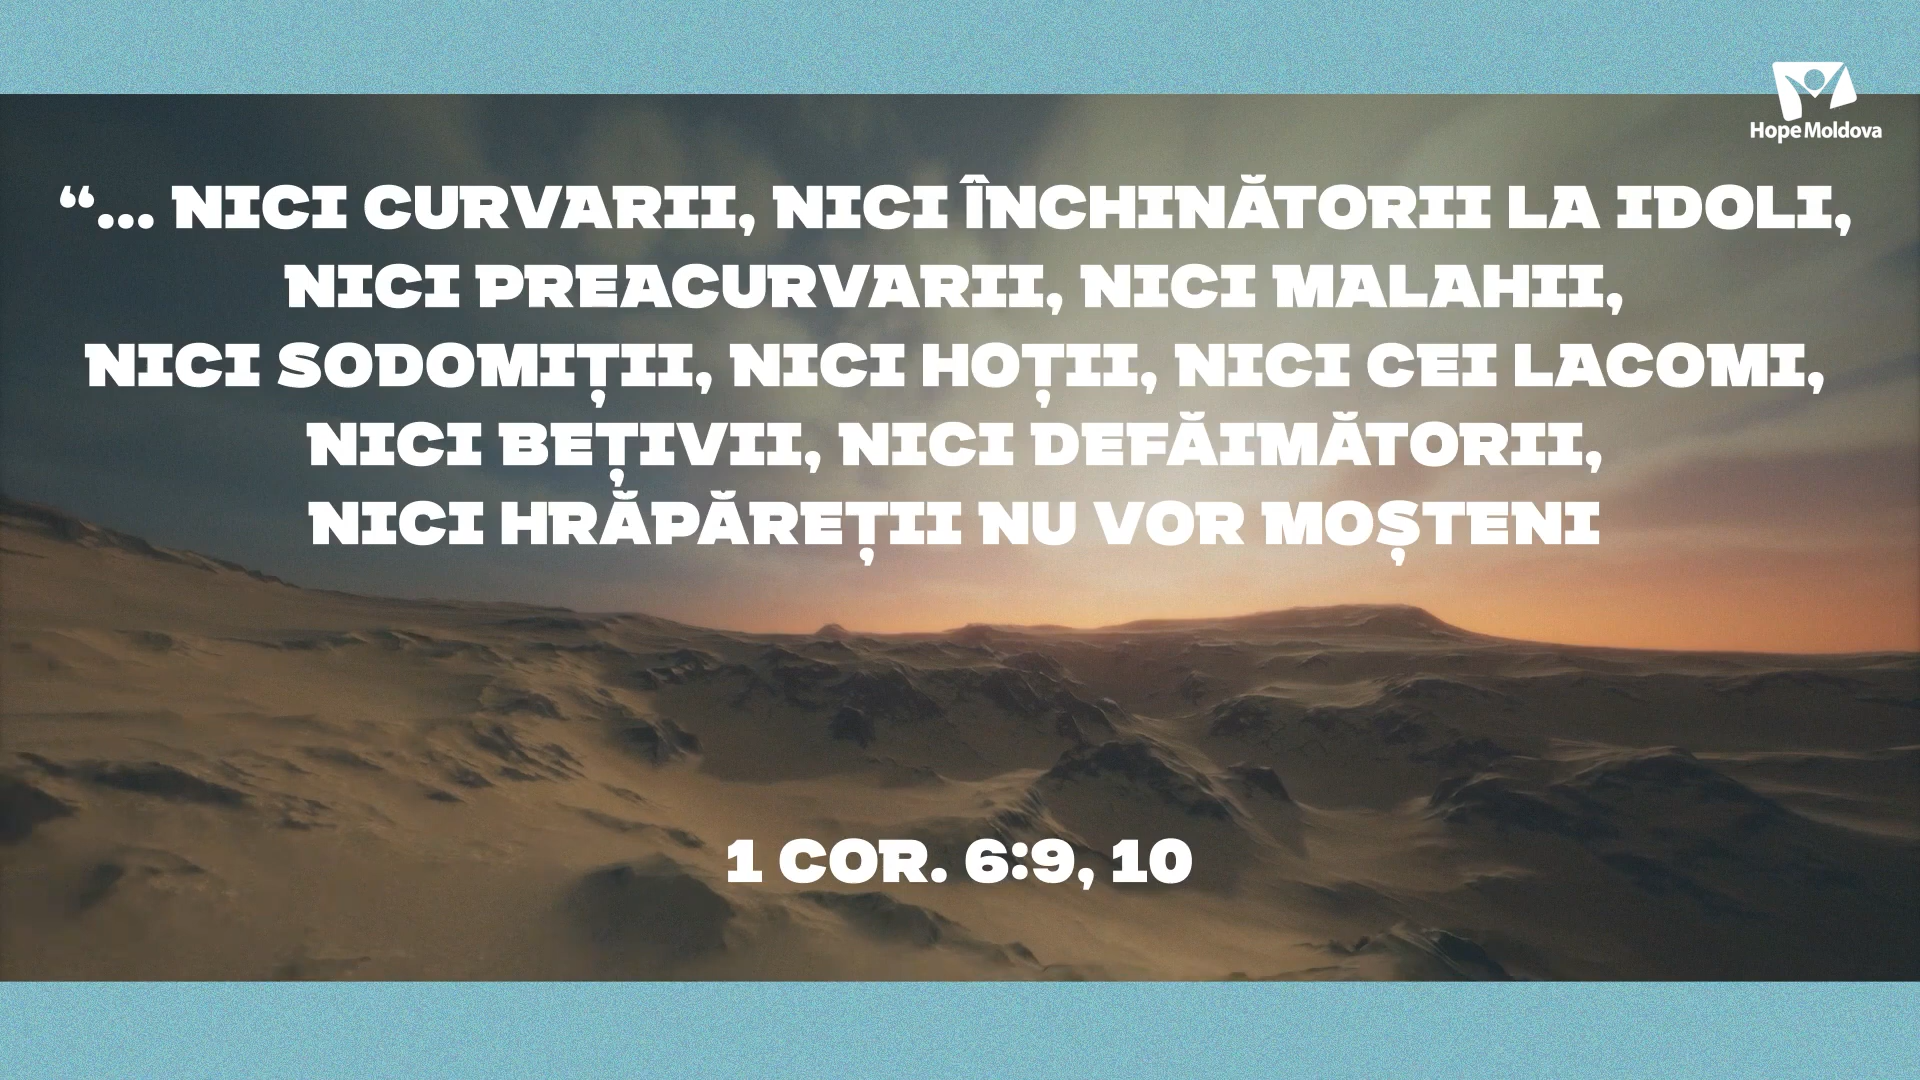 Hope Moldova
“... NICI CURVARII, NICI ÎNCHINĂTORII LA IDOLI,
NICI PREACURVARII, NICI MALAHII,
NICI SODOMIȚII, NICI HOȚII, NICI CEI LACOMI,
NICI BEȚIVII, NICI DEFĂIMĂTORII,
NICI HRĂPĂREȚII NU VOR MOȘTENI
1 COR. 6:9, 10